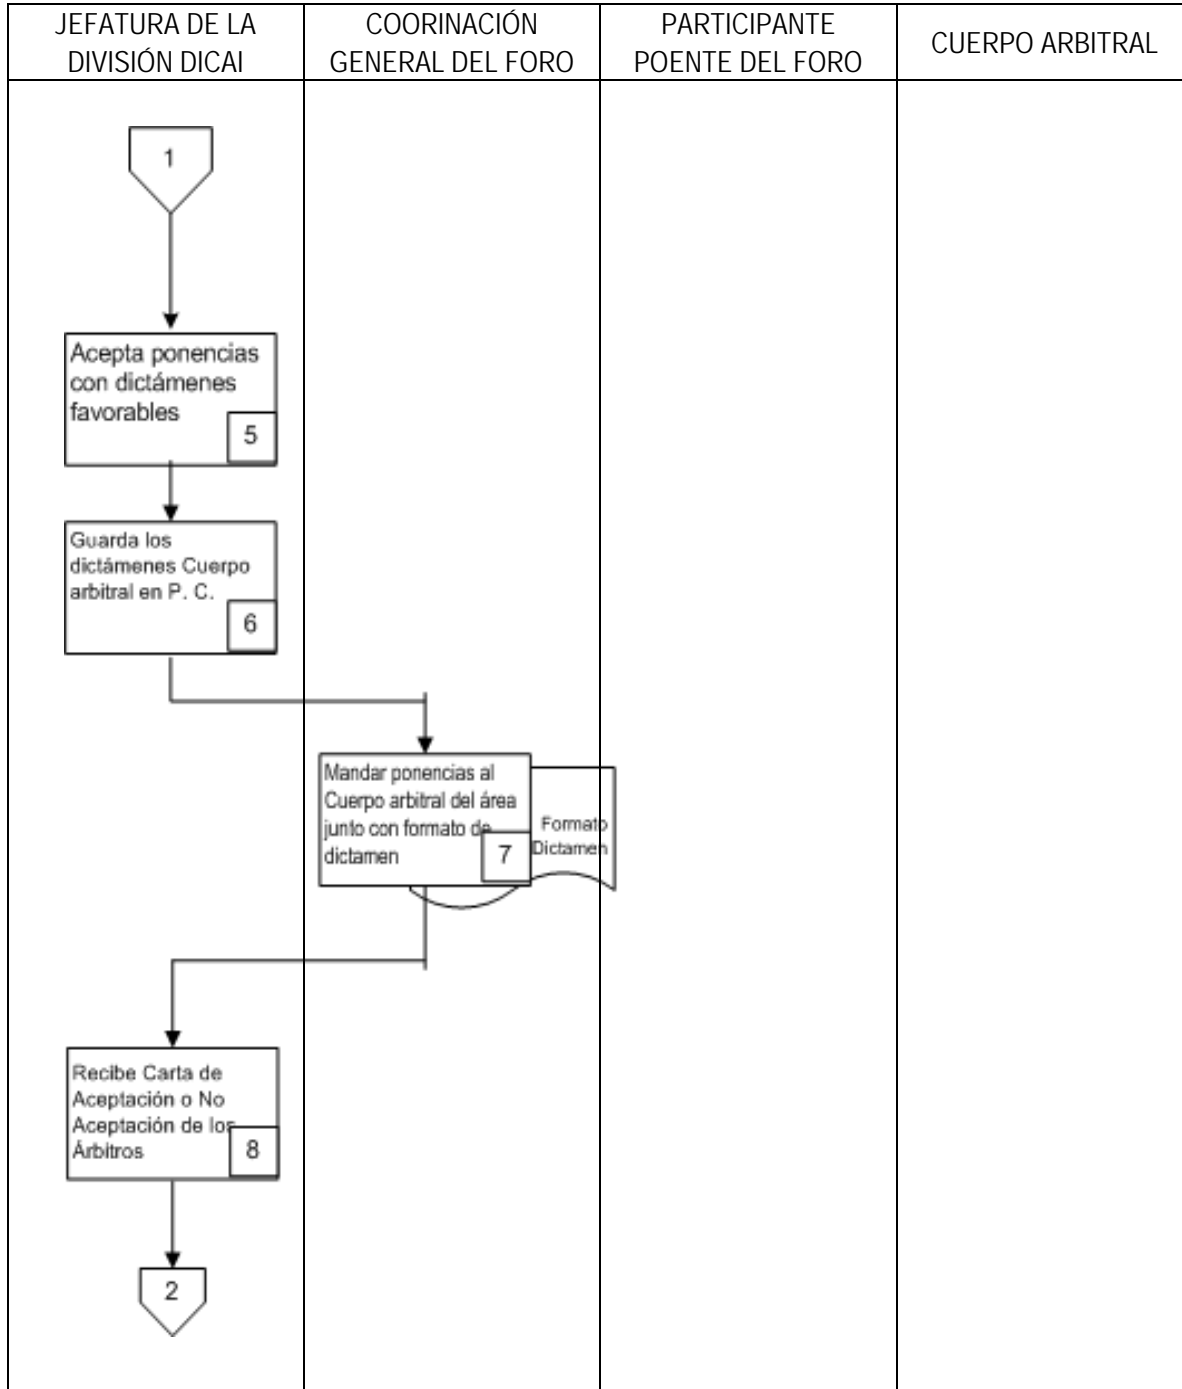 JEFATURA DE LA
DIVISIÓN DICAI
COORINACIÓN
GENERAL DEL FORO
PARTICIPANTE
POENTE DEL FORO
CUERPO ARBITRAL
1
Acepta ponencias
con dictámenes
favorables
5
Guarda los
dictámenes Cuerpo
arbitral en P. C.
6
Mandar ponencias al
Cuerpo arbitral del área
junto con formato de
dictamen
7
Formato
Dictamen
Recibe Carta de
Aceptación o No
Aceptación de los
Árbitros
8
2